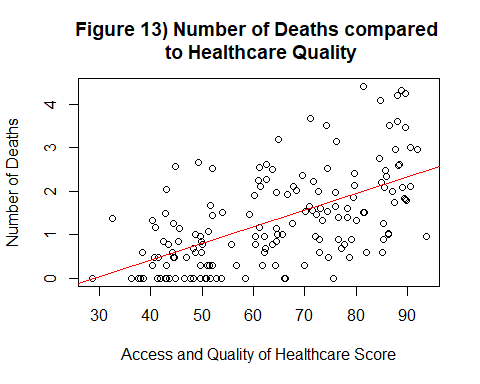 Figure 13) Number of Deaths compared
to Healthcare Quality
Number of Deaths
4
3
2
1
0
30 40 50 60 70 80 90
Access and Quality of Healthcare Score